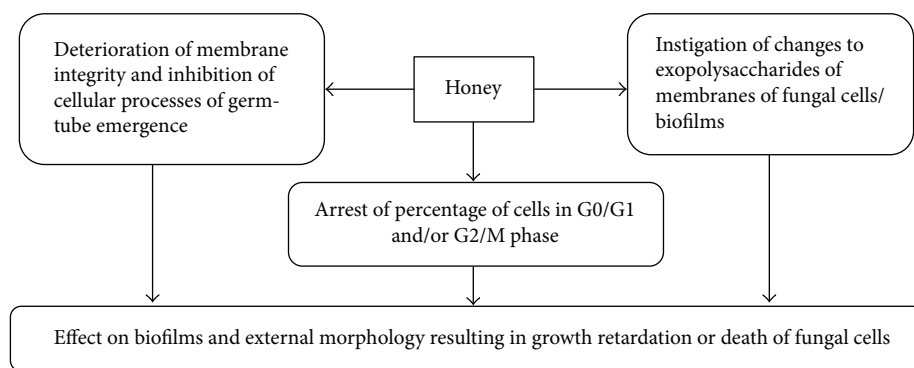 Deterioration of membrane
integrity and inhibition of
cellular processes of germ-
tube emergence
Honey
Instigation of changes to
exopolysaccharides of
membranes of fungal cells/
biofilms
Arrest of percentage of cells in G0/G1
and/or G2/M phase
Effect on biofilms and external morphology resulting in growth retardation or death of fungal cells